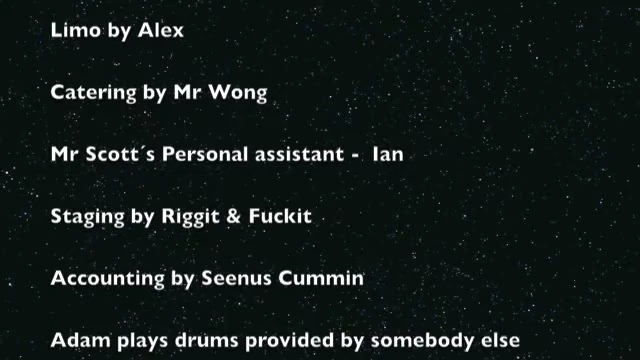 Limo by Alex
Catering by Mr Wong
Mr Scott´s Personal assistant -  Ian
Staging by Riggit & Fuckit
Accounting by Seenus Cummin
Adam plays drums provided by somebody else